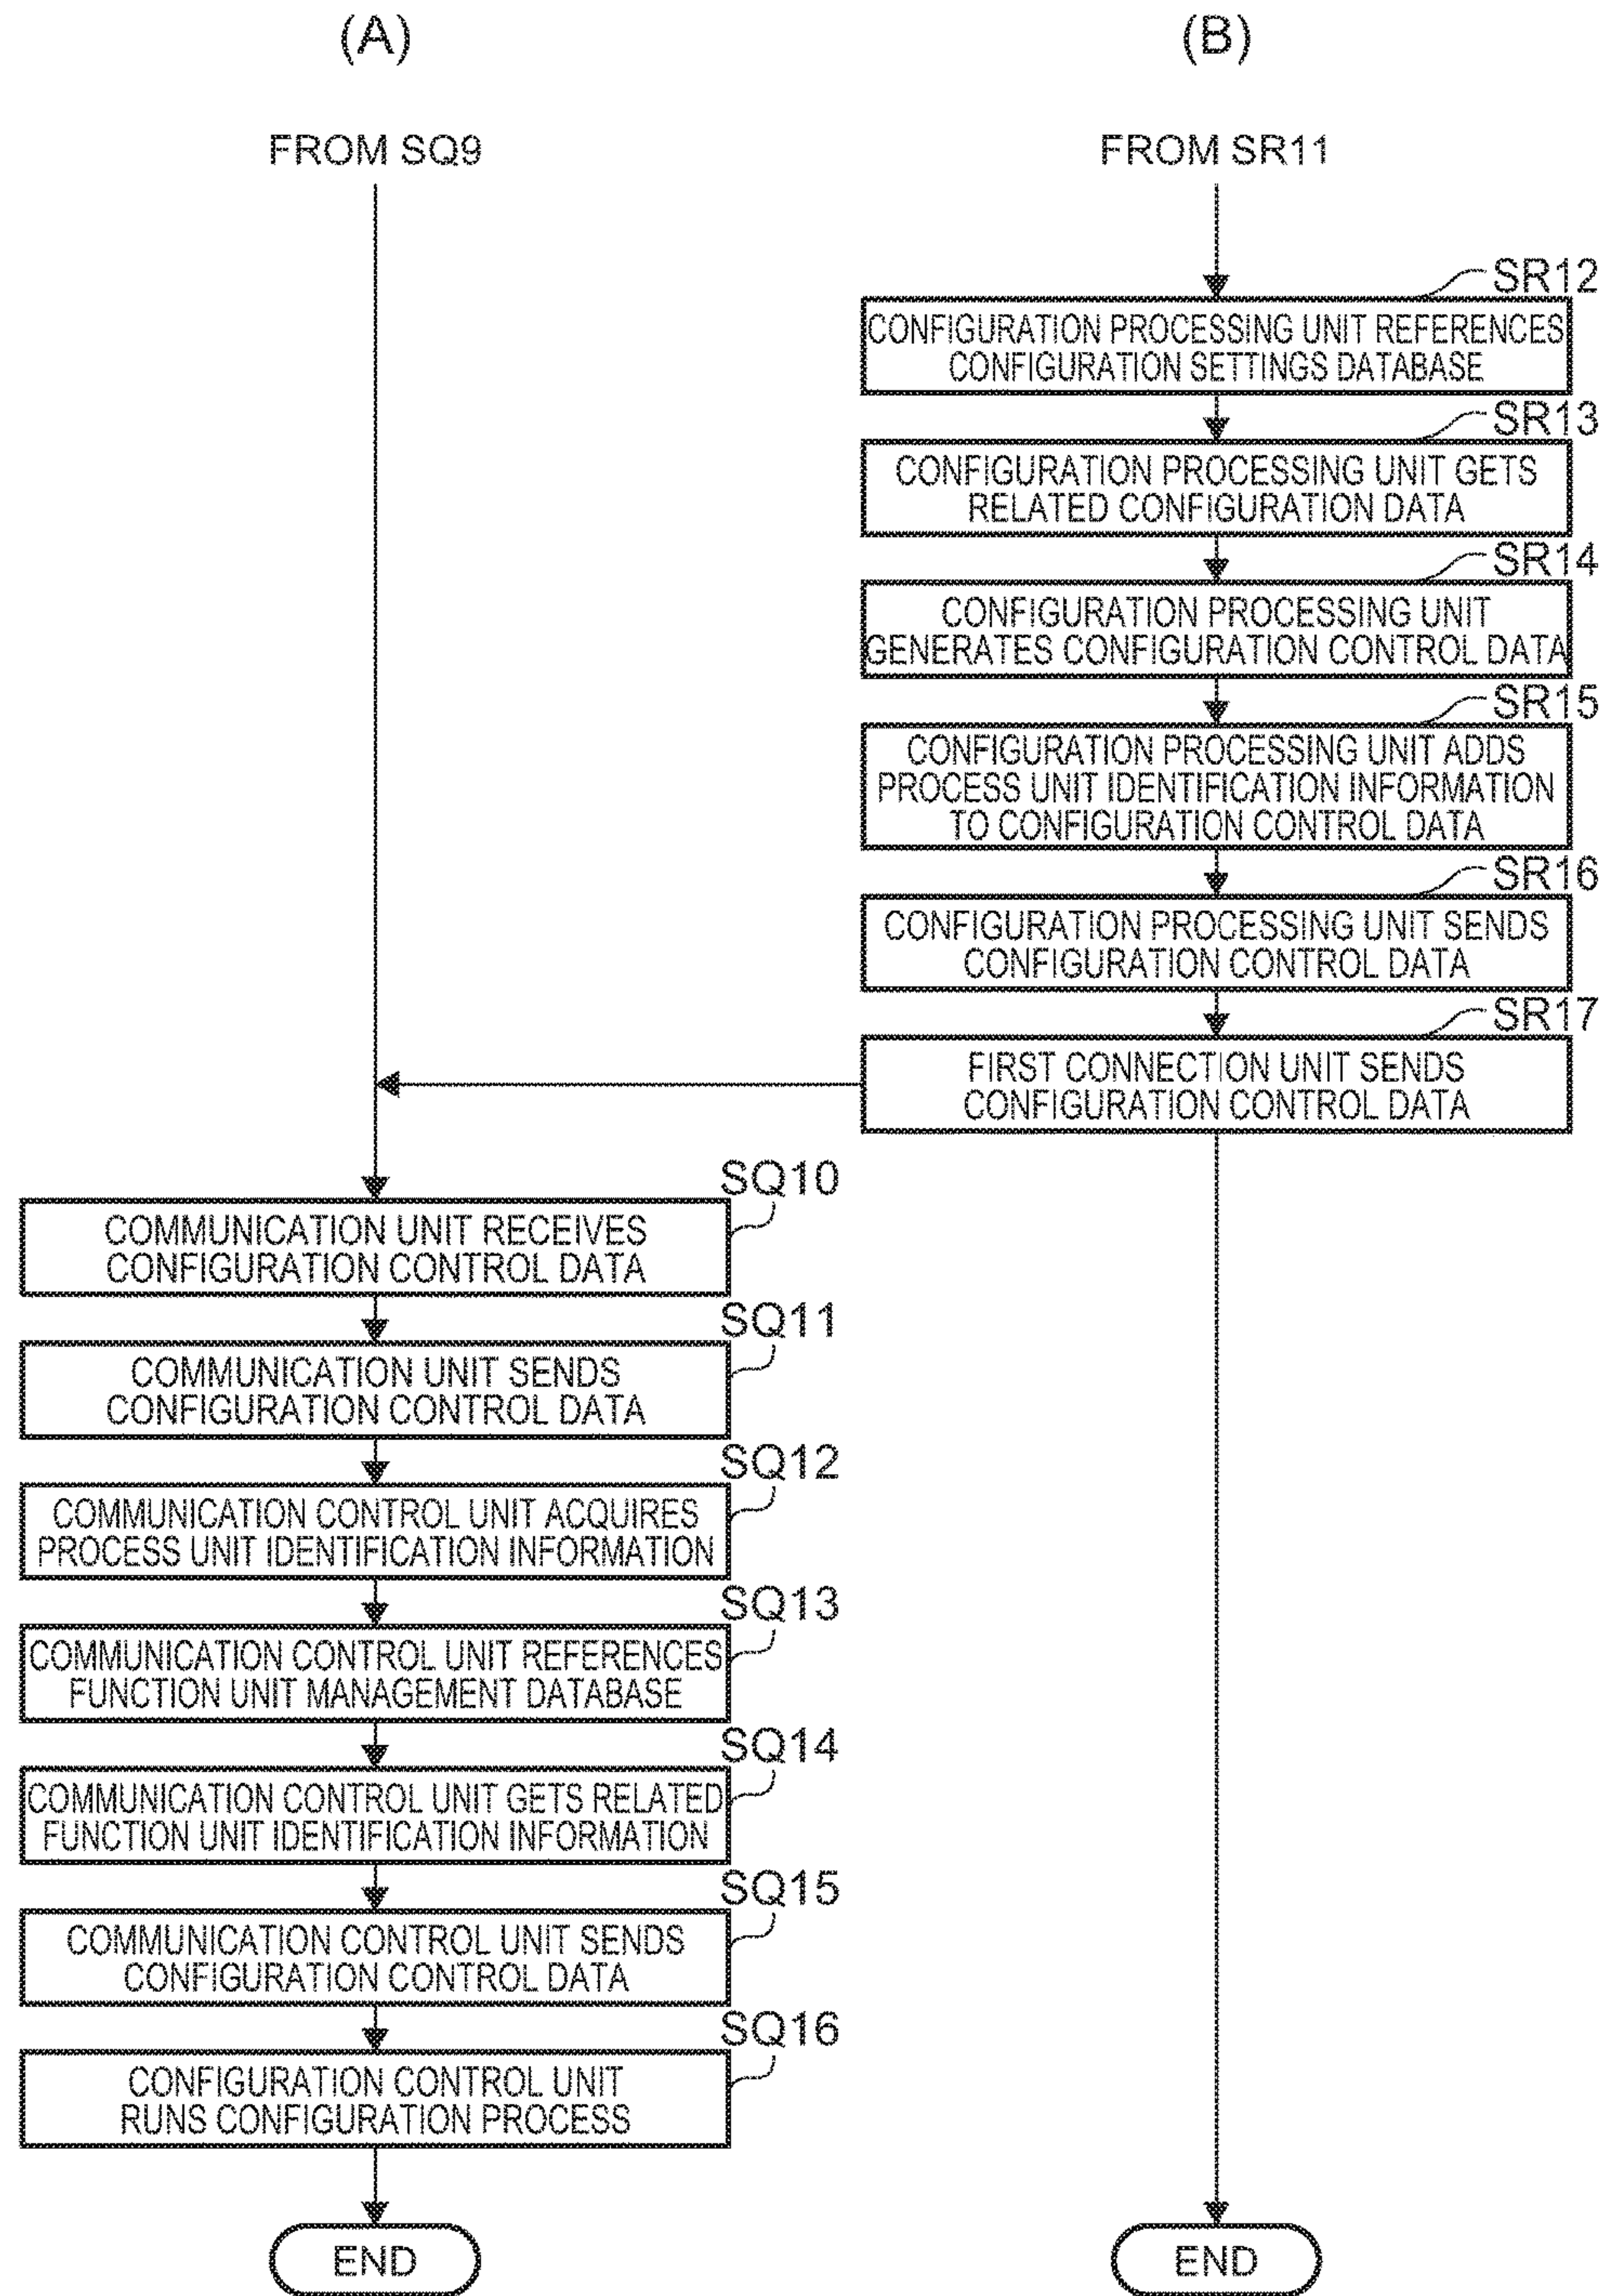 (A)
(B)
FROM SQ9
FROM SR11
SR12
CONFIGURATION PROCESSING UNIT REFERENCES
CONFIGURATION SETTINGS DATABASE
SR13
CONFIGURATION PROCESSING UNIT GETS
RELATED CONFIGURATION DATA
SR14
CONFIGURATION PROCESSING UNIT
GENERATES CONFIGURATION CONTROL DATA
SR15
CONFIGURATION PROCESSING UNIT ADDS
PROCESS UNIT IDENTIFICATION INFORMATION
TO CONFIGURATION CONTROL DATA
SR16
CONFIGURATION PROCESSING UNIT SENDS
CONFIGURATION CONTROL DATA
SR17
FIRST CONNECTION UNIT SENDS
CONFIGURATION CONTROL DATA
SQ10
COMMUNICATION UNIT RECEIVES
CONFIGURATION CONTROL DATA
SQ11
COMMUNICATION UNIT SENDS
CONFIGURATION CONTROL DATA
SQ12
COMMUNICATION CONTROL UNIT ACQUIRES
PROCESS UNIT IDENTIFICATION INFORMATION
SQ13
COMMUNICATION CONTROL UNIT REFERENCES
FUNCTION UNIT MANAGEMENT DATABASE
SQ14
COMMUNICATION CONTROL UNIT GETS RELATED
FUNCTION UNIT IDENTIFICATION INFORMATION
SQ15
COMMUNICATION CONTROL UNIT SENDS
CONFIGURATION CONTROL DATA
SQ16
CONFIGURATION CONTROL UNIT
RUNS CONFIGURATION PROCESS
END
END